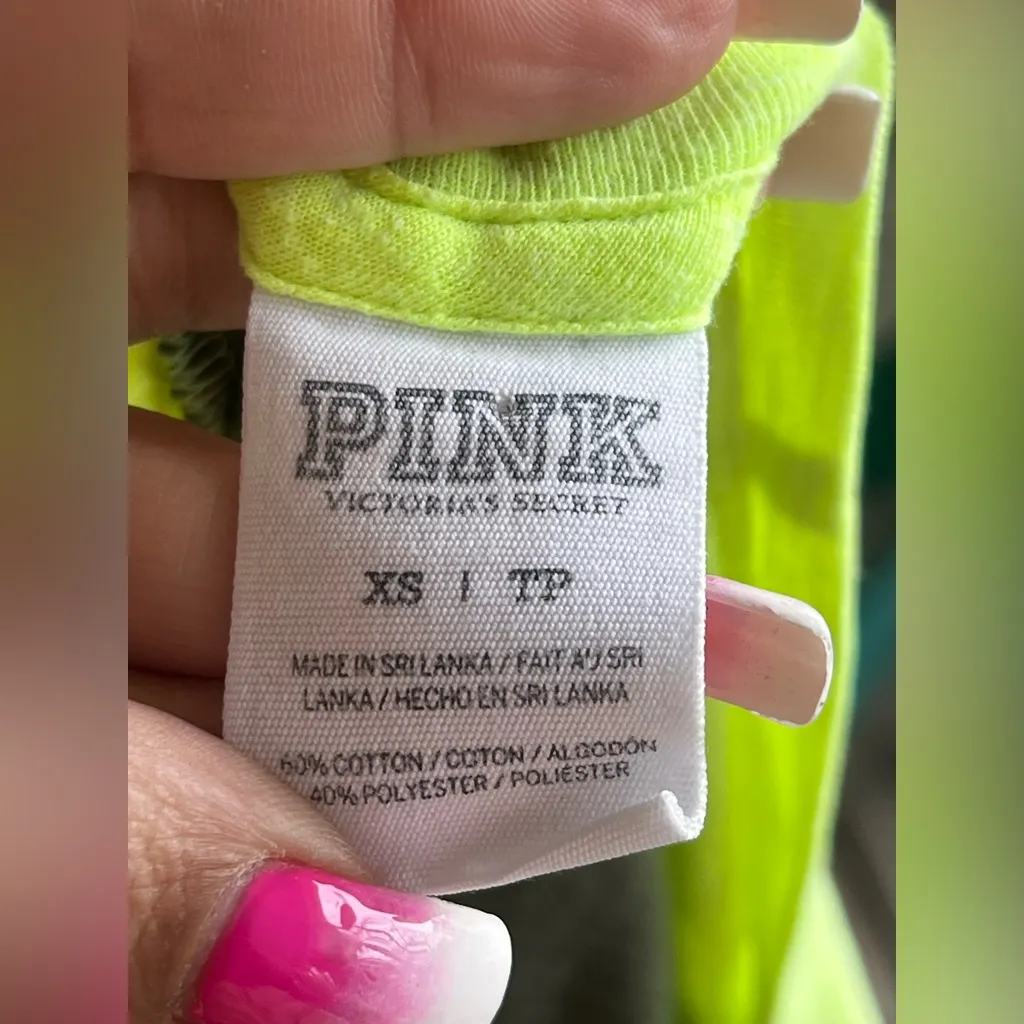 PINK
VICTORIA'S SECRET
XS | TP
MADE IN SRI LANKA / FAIT AU SRI
LANKA / HECHO EN SRI LANKA
60% COTTON / COTON / ALGODÓN
40% POLYESTER / POLIÉSTER